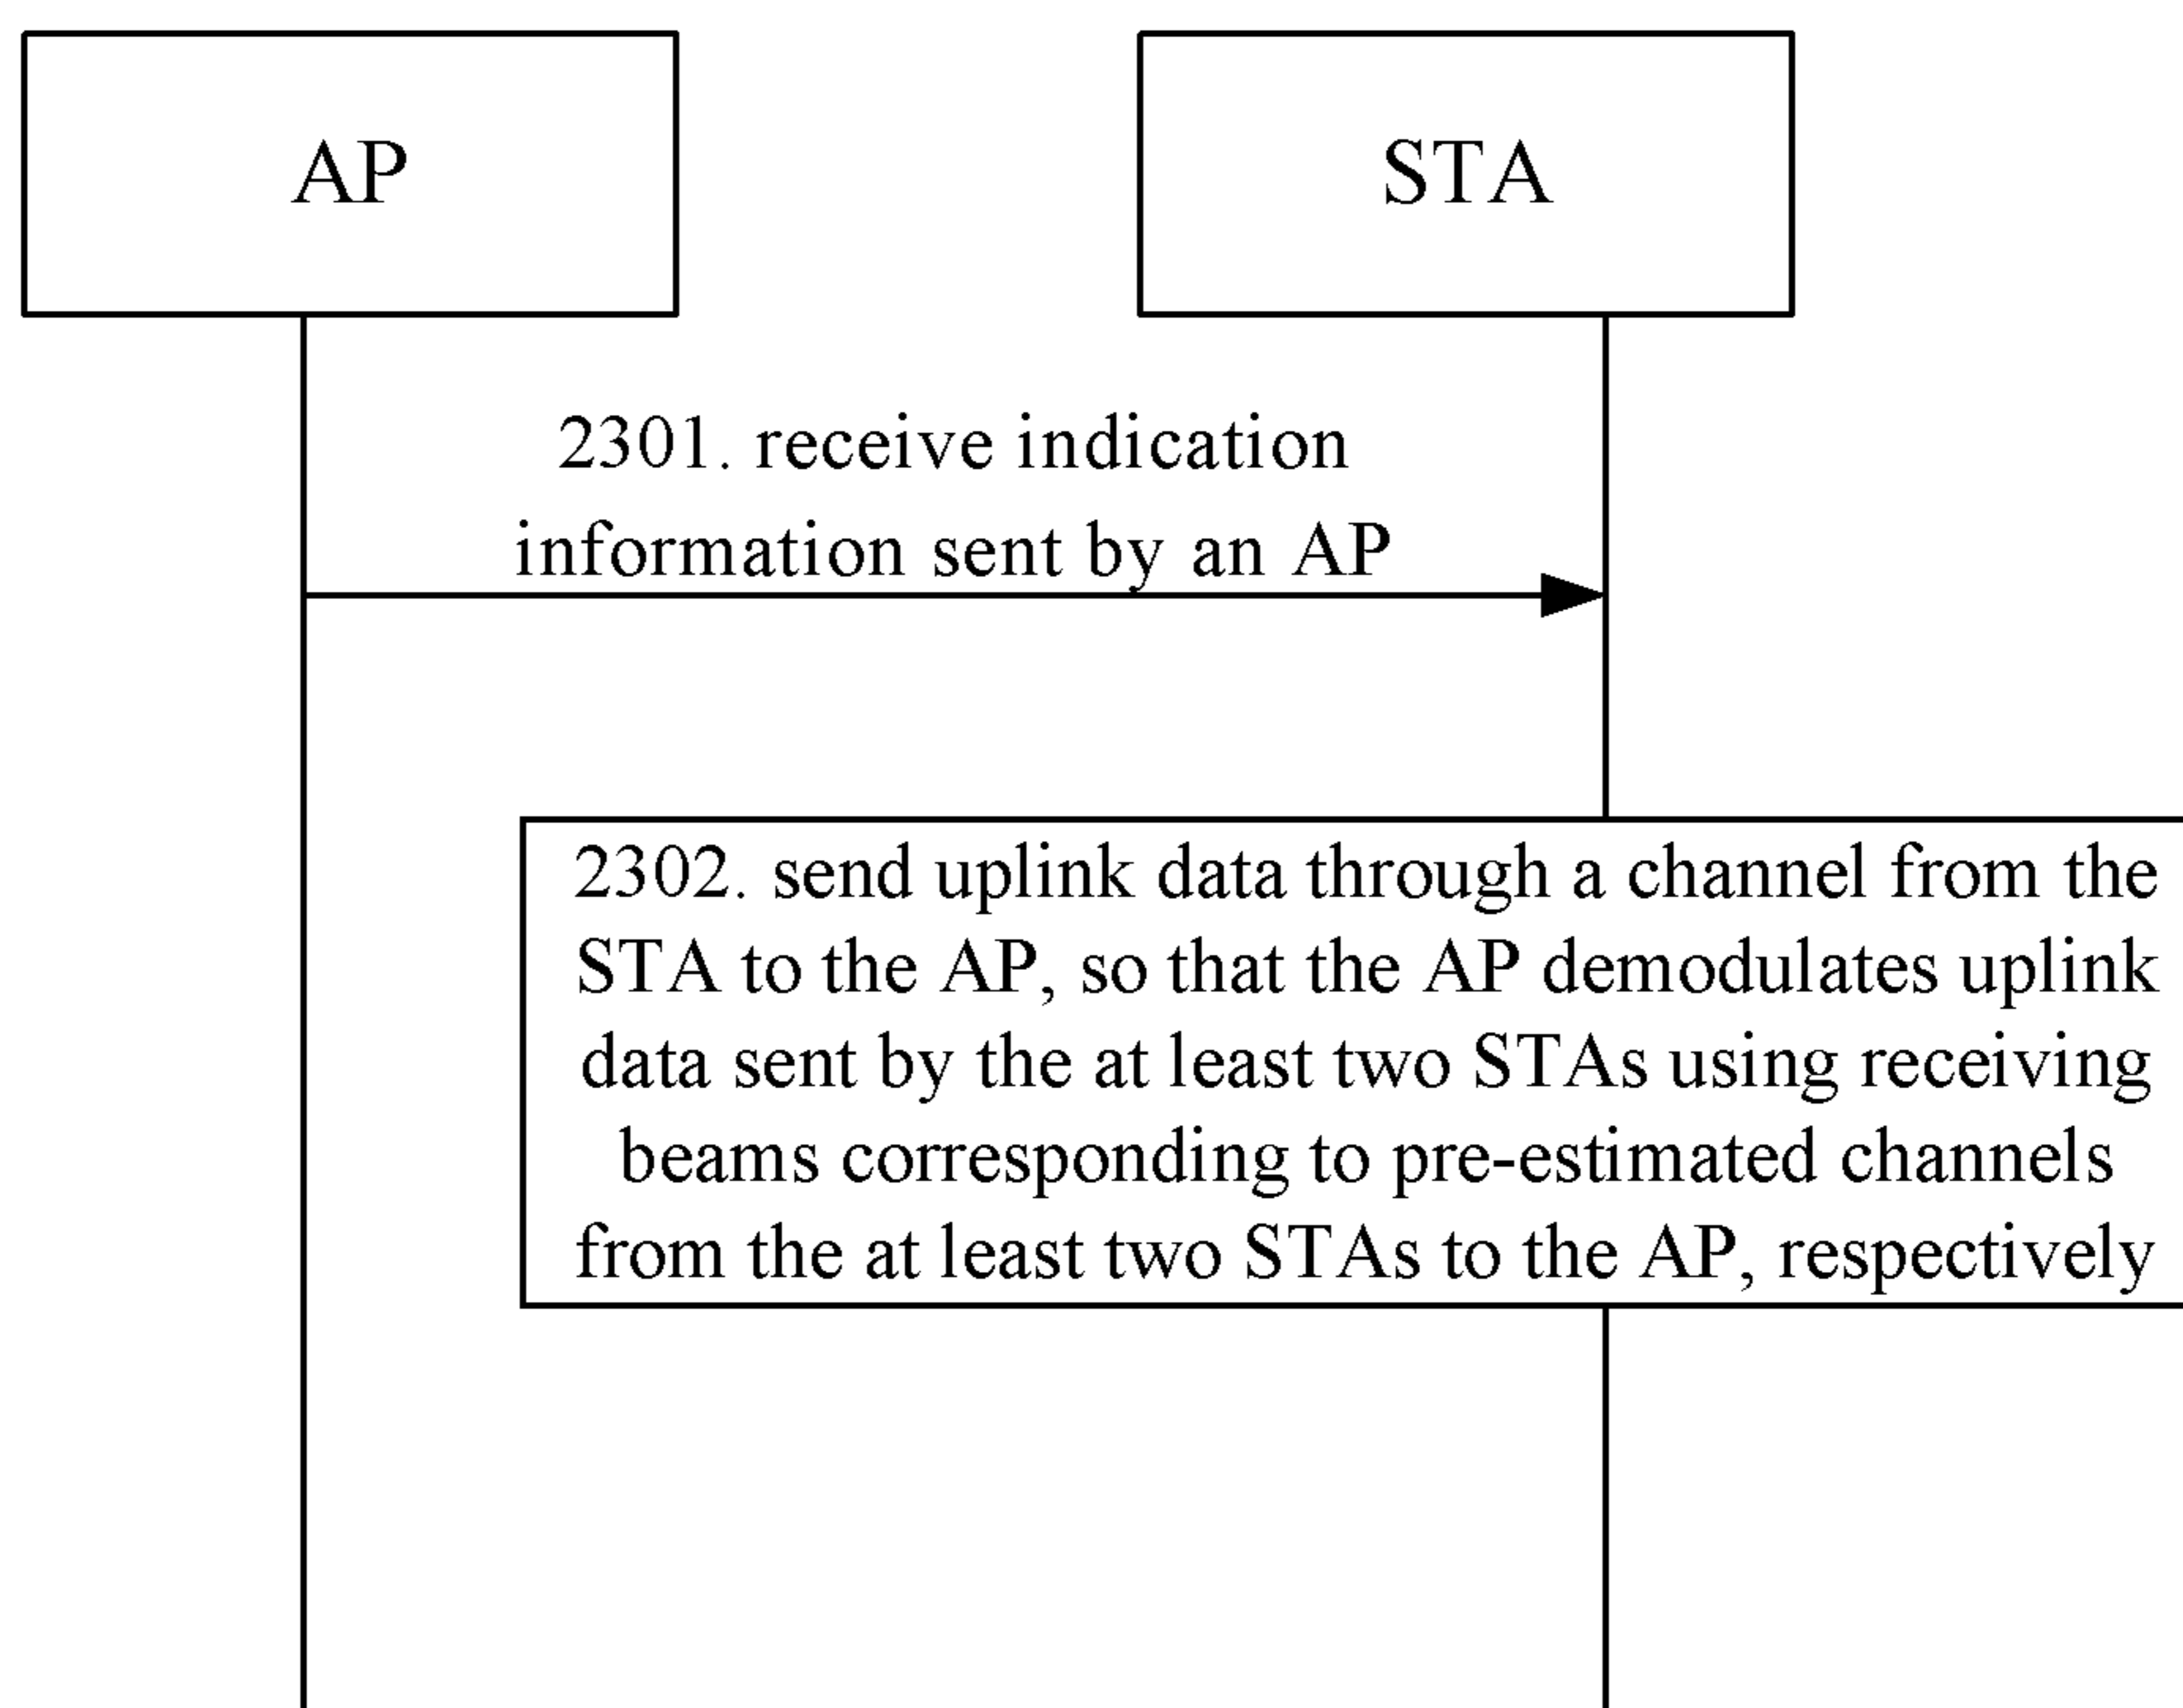 AP
STA
2301. receive indication
information sent by an AP
2302. send uplink data through a channel from the
STA to the AP, so that the AP demodulates uplink
data sent by the at least two STAs using receiving
beams corresponding to pre-estimated channels
from the at least two STAs to the AP, respectively